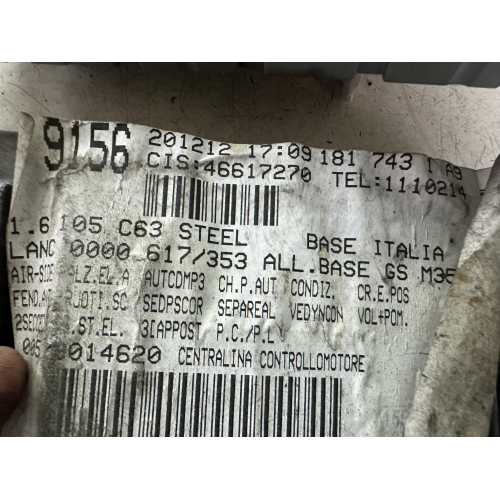 9156 201212 17:09 181 743 1 A9
CIS:46617270 TEL:1110214
1.6 105 C63 STEEL BASE ITALIA
LANC 0000 617/353 ALL.BASE GS M35
AIR-SIDE ALZ.EL.A AUTCDMP3 CH.P.AUT CONDIZ. CR.E.POS
FEND. SEDPSCOR SEPAREAL VEDYNCON VOL+POM.
.ST.EL. 3IAPPOST P.C./P.L
014620 CENTRALINA CONTROLLOMOTORE